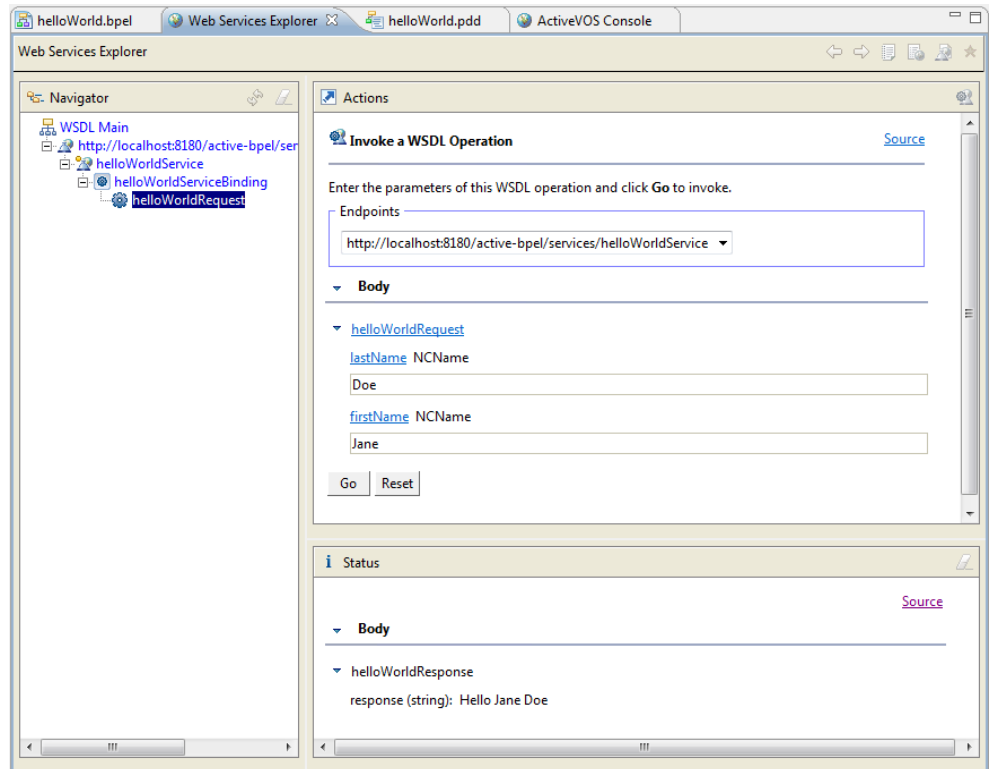 helloWorld.bpel
Web Services Explorer
helloWorld.pdd
ActiveVOS Console
Web Services Explorer
Navigator
WSDL Main
http://localhost:8180/active-bpel/ser
helloWorldService
helloWorldServiceBinding
helloWorldRequest
Actions
Invoke a WSDL Operation
Source
Enter the parameters of this WSDL operation and click Go to invoke.
Endpoints
http://localhost:8180/active-bpel/services/helloWorldService
Body
helloWorldRequest
lastName NCName
Doe
firstName NCName
Jane
Go Reset
i Status
Source
Body
helloWorldResponse
response (string): Hello Jane Doe